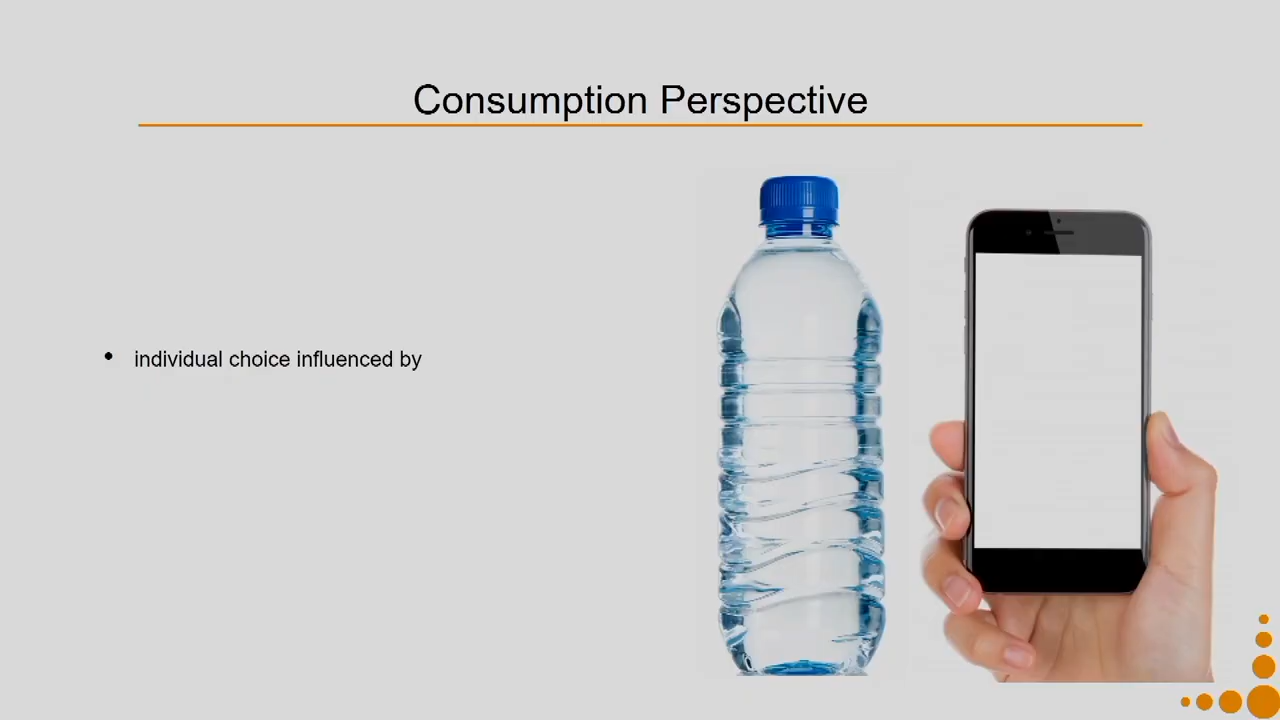 Consumption Perspective
• individual choice influenced by